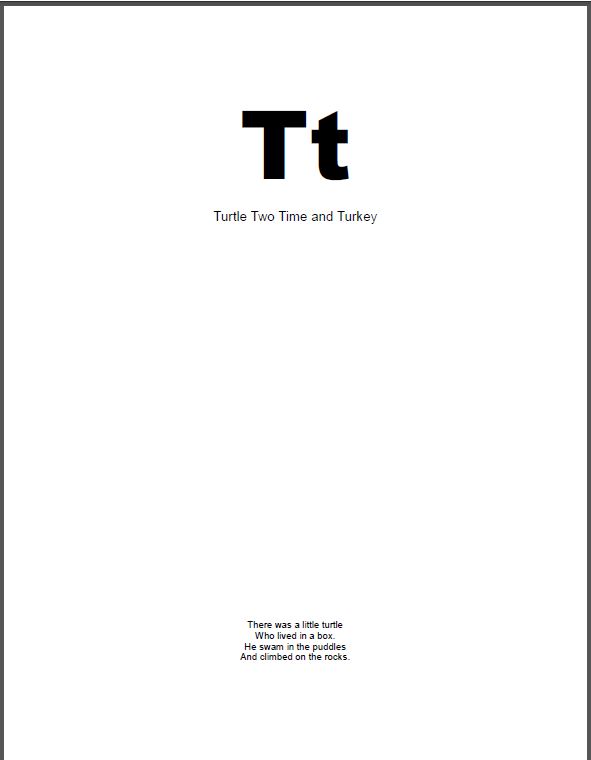 Tt
Turtle Two Time and Turkey
There was a little turtle
Who lived in a box.
He swam in the puddles
And climbed on the rocks.